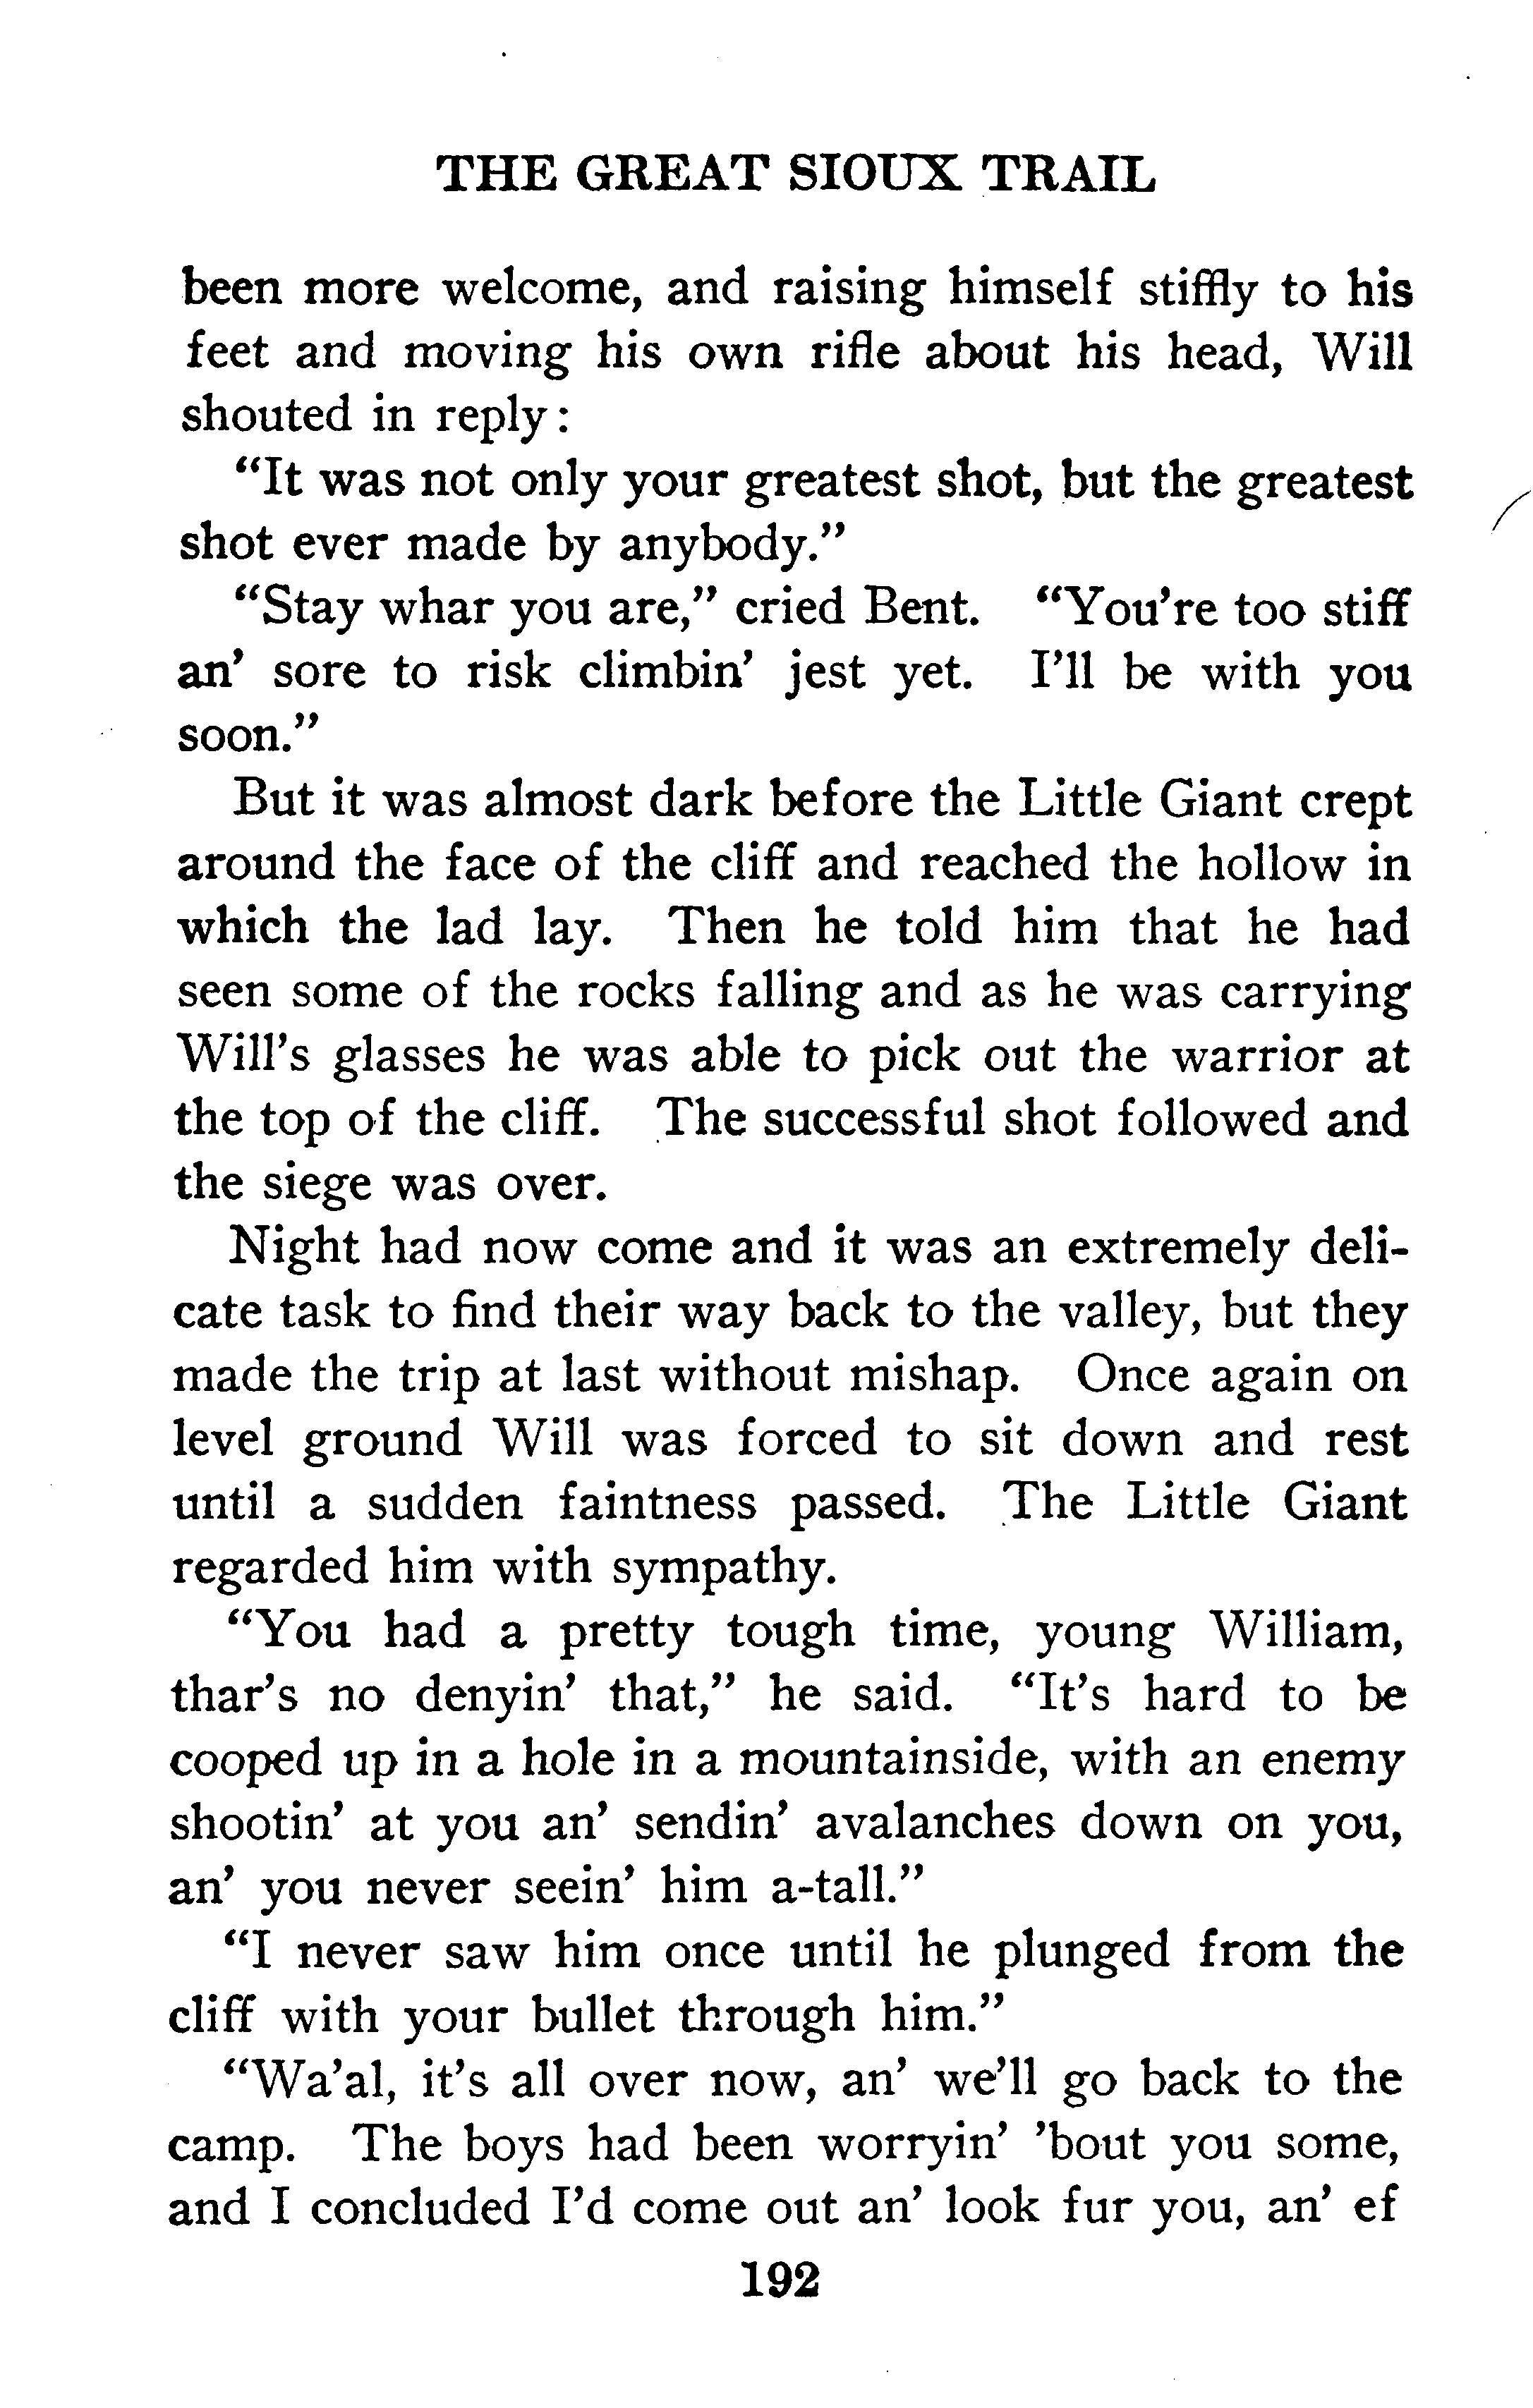 THE GREAT SIOUX TRAIL
been more welcome, and raising himself stiffly to his
feet and moving his own rifle about his head, Will
shouted in reply:
"It was not only your greatest shot, but the greatest
shot ever made by anybody."
"Stay whar you are," cried Bent. "You're too stiff
an' sore to risk climbin' jest yet. I'll be with you
soon."
But it was almost dark before the Little Giant crept
around the face of the cliff and reached the hollow in
which the lad lay. Then he told him that he had
seen some of the rocks falling and as he was carrying
Will's glasses he was able to pick out the warrior at
the top of the cliff. The successful shot followed and
the siege was over.
Night had now come and it was an extremely deli-
cate task to find their way back to the valley, but they
made the trip at last without mishap. Once again on
level ground Will was forced to sit down and rest
until a sudden faintness passed. The Little Giant
regarded him with sympathy.
"You had a pretty tough time, young William,
thar's no denyin' that," he said. "It's hard to be
cooped up in a hole in a mountainside, with an enemy
shootin' at you an' sendin' avalanches down on you,
an' you never seein' him a-tall."
"I never saw him once until he plunged from the
cliff with your bullet through him."
"Wa'al, it's all over now, an' we'll go back to the
camp. The boys had been worryin' 'bout you some,
and I concluded I'd come out an' look fur you, an' ef
192